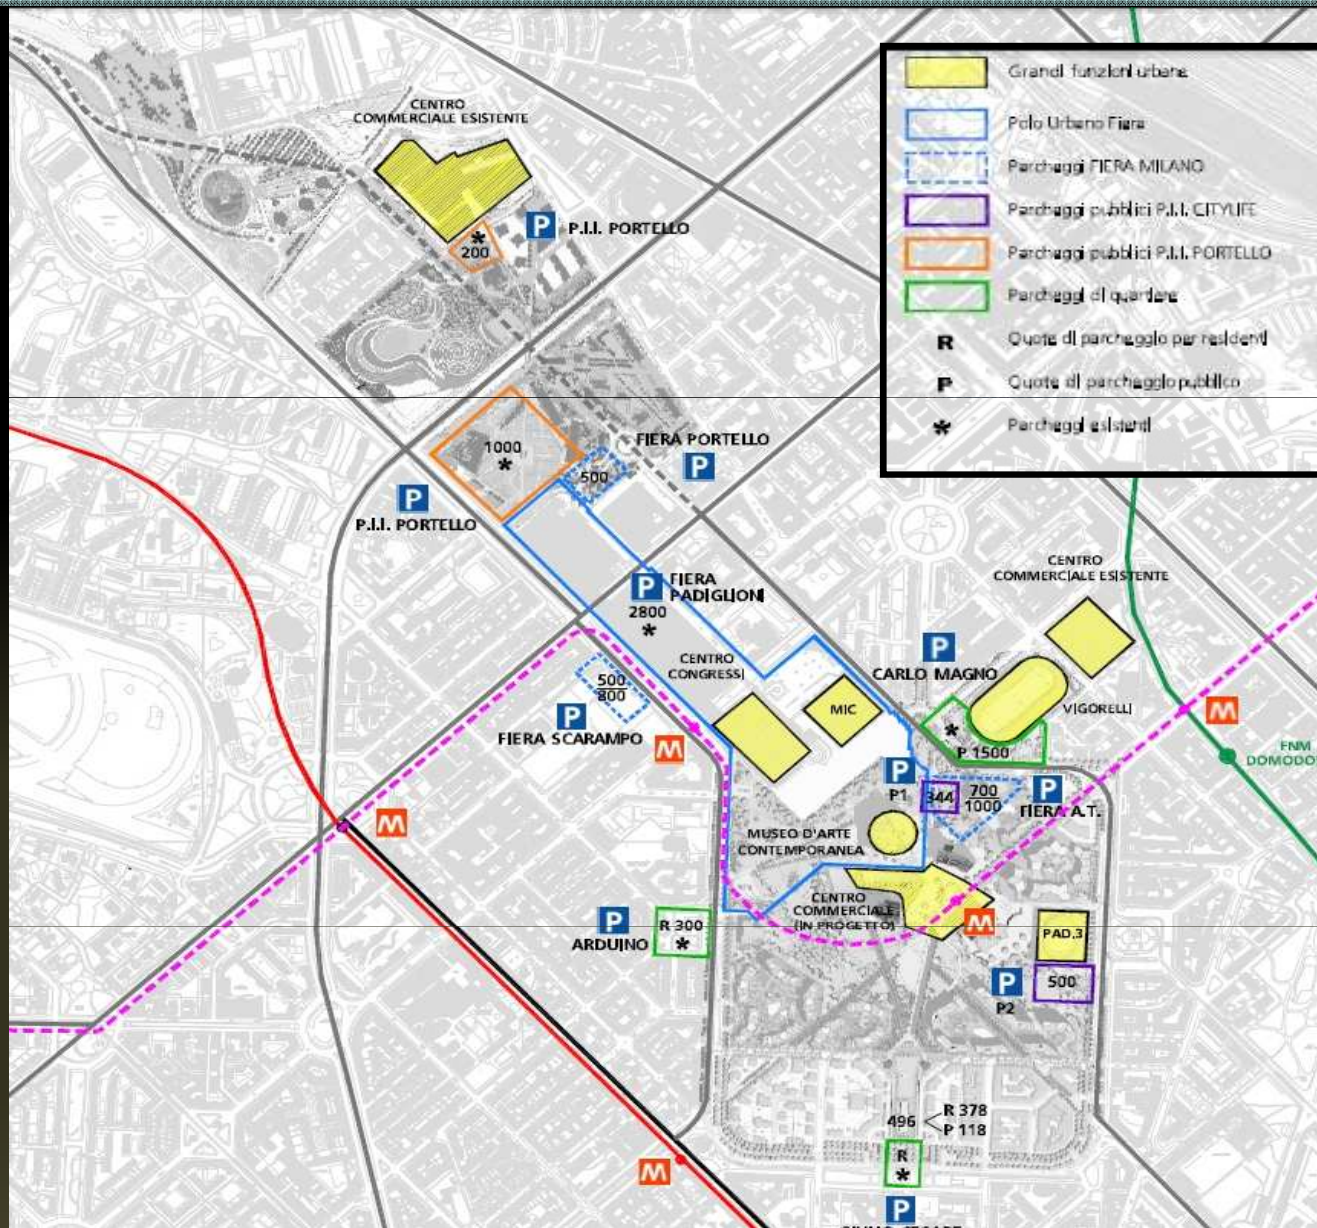 CENTRO
COMMERCIALE ESISTENTE
P
P.I.I. PORTELLO
*
200
Grandi funzioni urbane
Polo Urbano Fiera
Parcheggi FIERA MILANO
Parcheggi pubblici P.I.I. CITYLIFE
Parcheggi pubblici P.I.I. PORTELLO
Parcheggi di quartiere
R Quote di parcheggio per residenti
P Quote di parcheggio pubblico
* Parcheggi esistenti
1000
*
FIERA PORTELLO
P
500
P
P.I.I. PORTELLO
P FIERA
PADIGLIONI
2800
*
CENTRO
COMMERCIALE ESISTENTE
P
CARLO MAGNO
VIGORELLI
*
P 1500
CENTRO
CONGRESSI
MIC
500
800
P
FIERA SCARAMPO
M
M
FNM
P
P1
344
700
1000
P
FIERA A.T.
M
MUSEO D'ARTE
CONTEMPORANEA
CENTRO
COMMERCIALE
(IN PROGETTO)
M
P
ARDUINO
R 300
*
PAD.3
P
P2
500
496
R 378
P 118
R
*
M
P